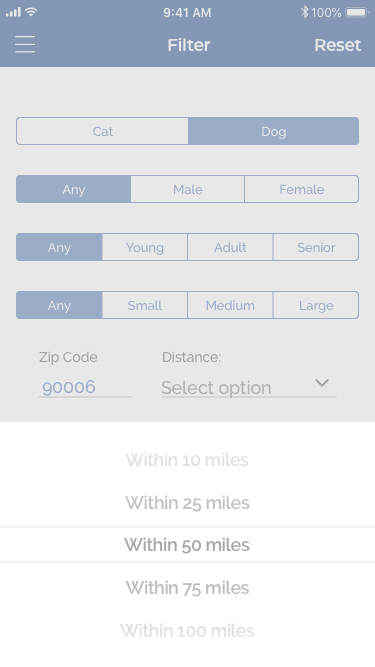 9:41 AM 100%
Filter Reset
Cat Dog
Any Male Female
Any Young Adult Senior
Any Small Medium Large
Zip Code Distance:
90006 Select option
Within 10 miles
Within 25 miles
Within 50 miles
Within 75 miles
Within 100 miles